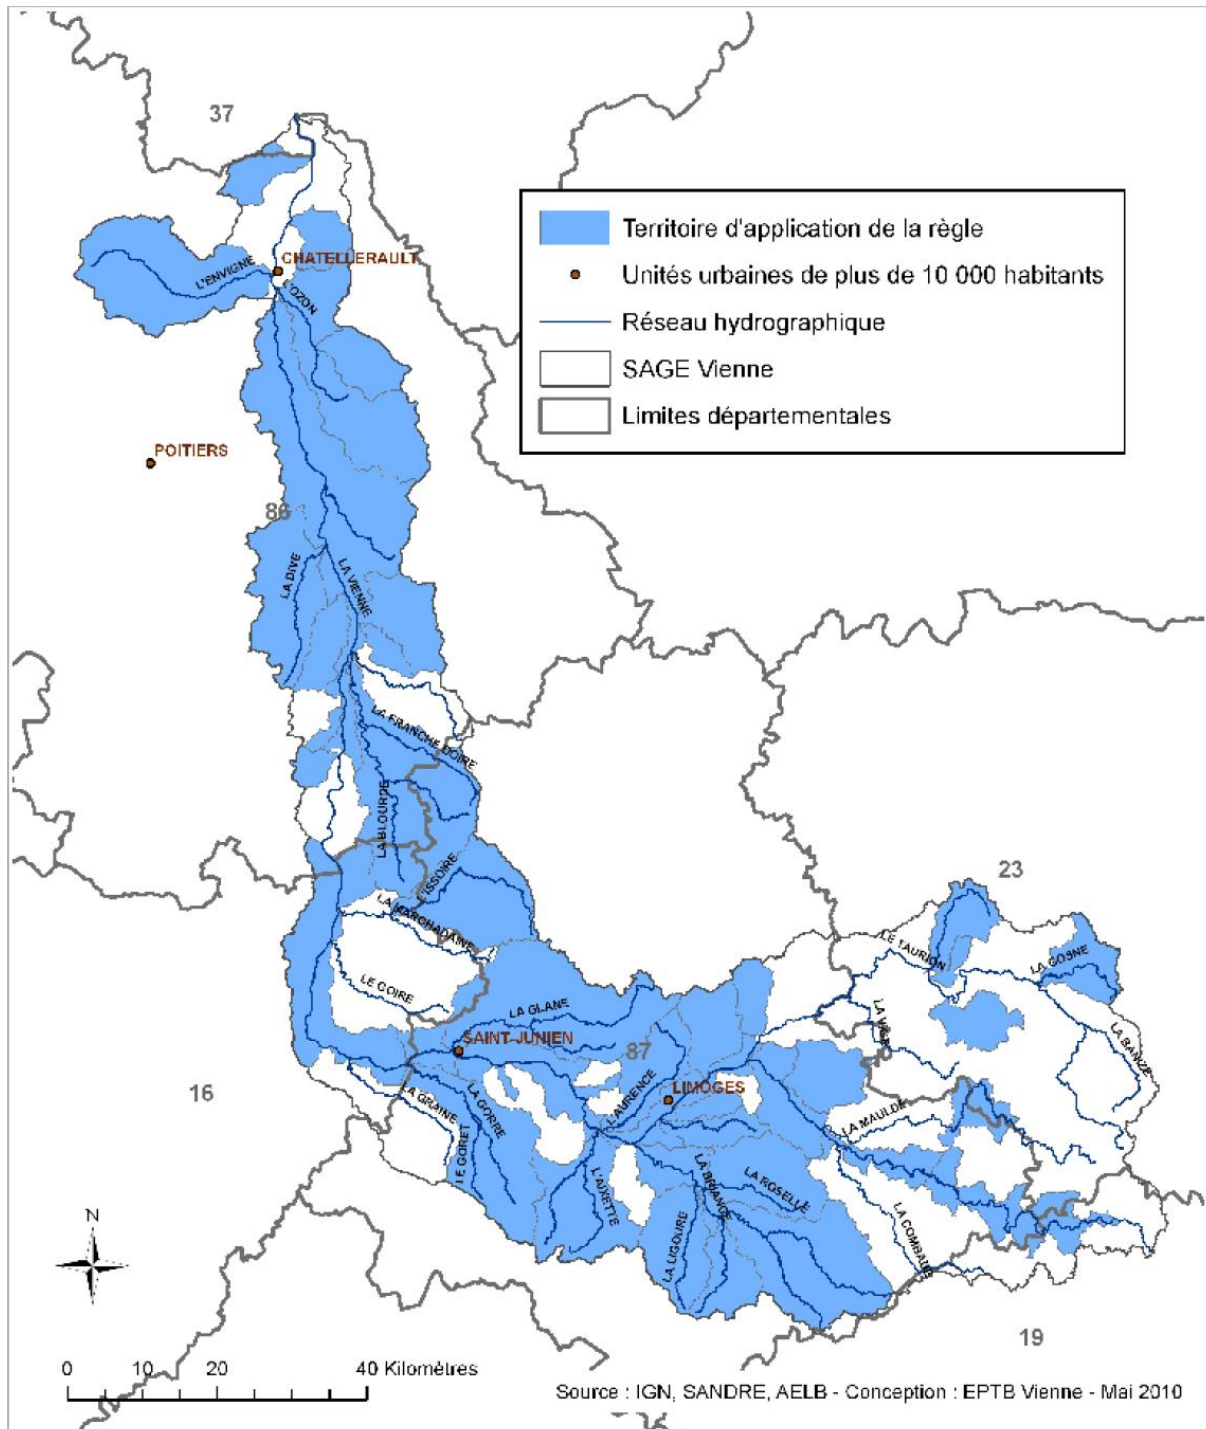 37
Territoire d'application de la règle
Unités urbaines de plus de 10 000 habitants
Réseau hydrographique
SAGE Vienne
Limites départementales
CHATELLERAULT
L'ENVIGNE
L'OZON
POITIERS
86
LA DIVE
LA VIENNE
LA FRANCHE DOIRE
LA BLOURDE
L'ISSOIRE
23
LA MARCHADAINE
LE TAURION
LA GOSNE
LE GOIRE
LA GLANE
LA VIGE
LA BANIZE
SAINT-JUNIEN
87
16
LIMOGES
L'AURENCE
LA GRAINE
LA GORRE
LA MAULDE
LE GORET
L'AIXETTE
LA BRIANCE
LA ROSELLE
LA LIGOURE
LA COMBADE
N
19
0 10 20 40 Kilomètres
Source : IGN, SANDRE, AELB - Conception : EPTB Vienne - Mai 2010